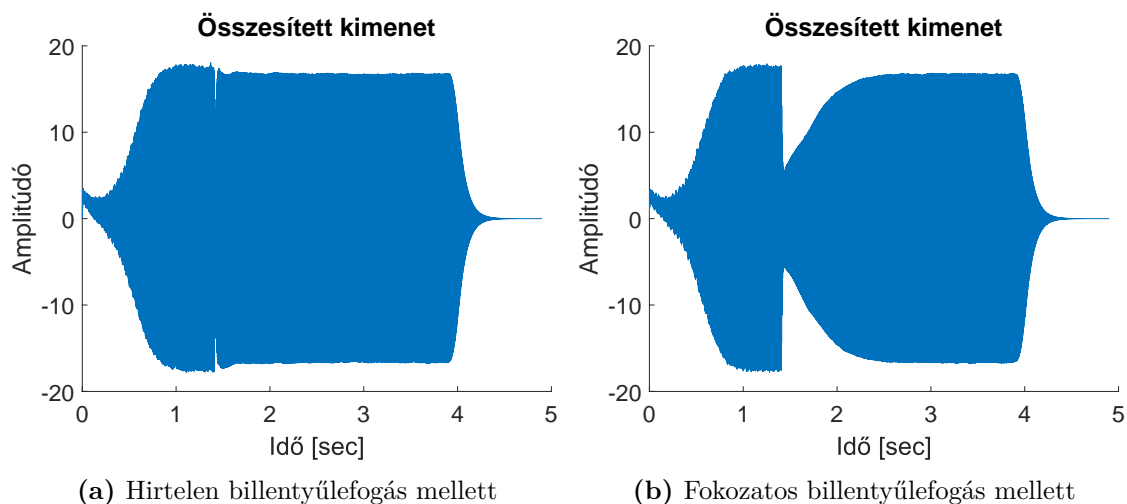 Összesített kimenet
20
10
0
-10
-20
Amplitúdó
0 1 2 3 4 5
Idő [sec]
(a) Hirtelen billentyűlefogás mellett
Összesített kimenet
20
10
0
-10
-20
Amplitúdó
0 1 2 3 4 5
Idő [sec]
(b) Fokozatos billentyűlefogás mellett